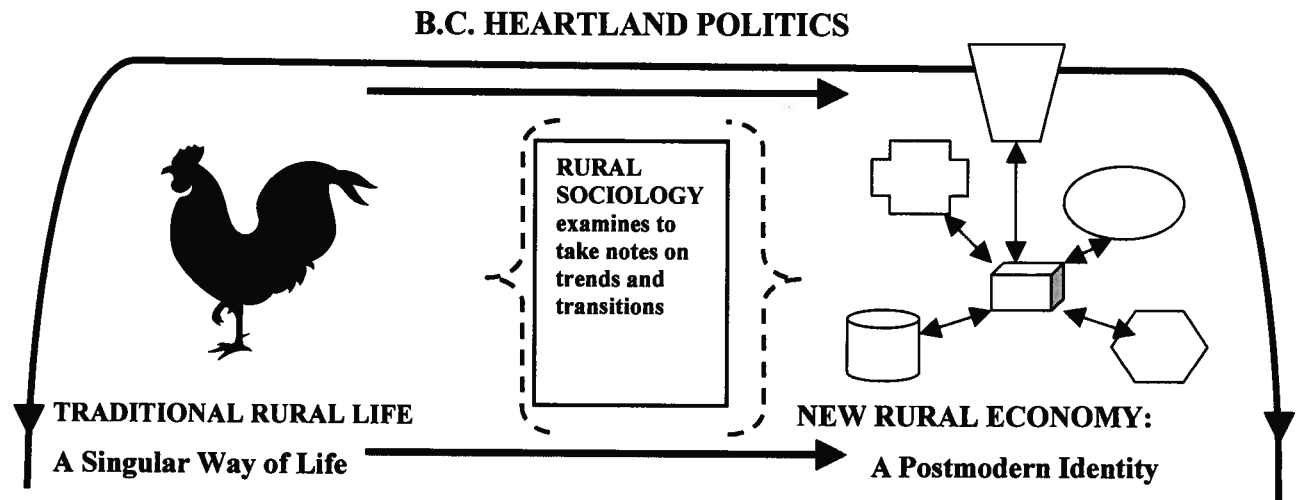 B.C. HEARTLAND POLITICS
RURAL
SOCIOLOGY
examines to
take notes on
trends and
transitions
TRADITIONAL RURAL LIFE
A Singular Way of Life
NEW RURAL ECONOMY:
A Postmodern Identity